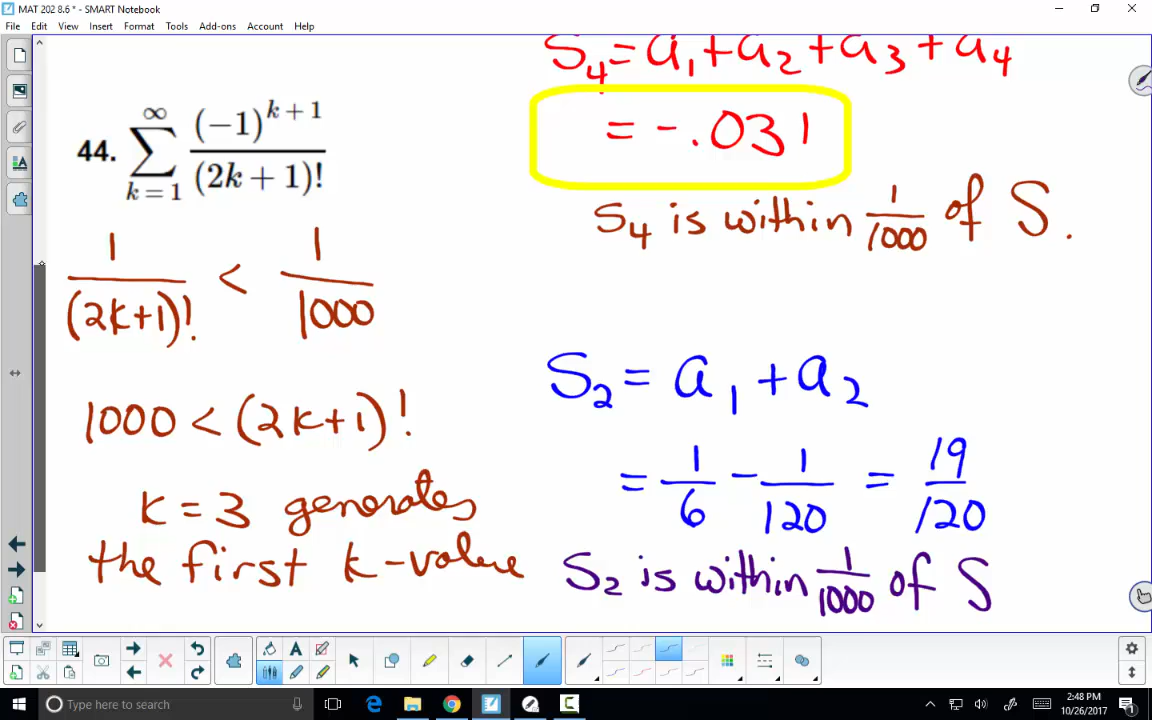 MAT 202 8.6 * - SMART Notebook
File Edit View Insert Format Tools Add-ons Account Help
S₄ = a₁ + a₂ + a₃ + a₄
= -.031
S₄ is within 1/1000 of S.
44. ∞ ∑ k = 1 (−1)^(k + 1) / (2k + 1)!
1/(2k+1)! < 1/1000
1000 < (2k+1)!
k = 3 generates
the first k-value
S₂ = a₁ + a₂
= 1/6 - 1/120 = 19/120
S₂ is within 1/1000 of S
Type here to search
2:48 PM
10/26/2017
1